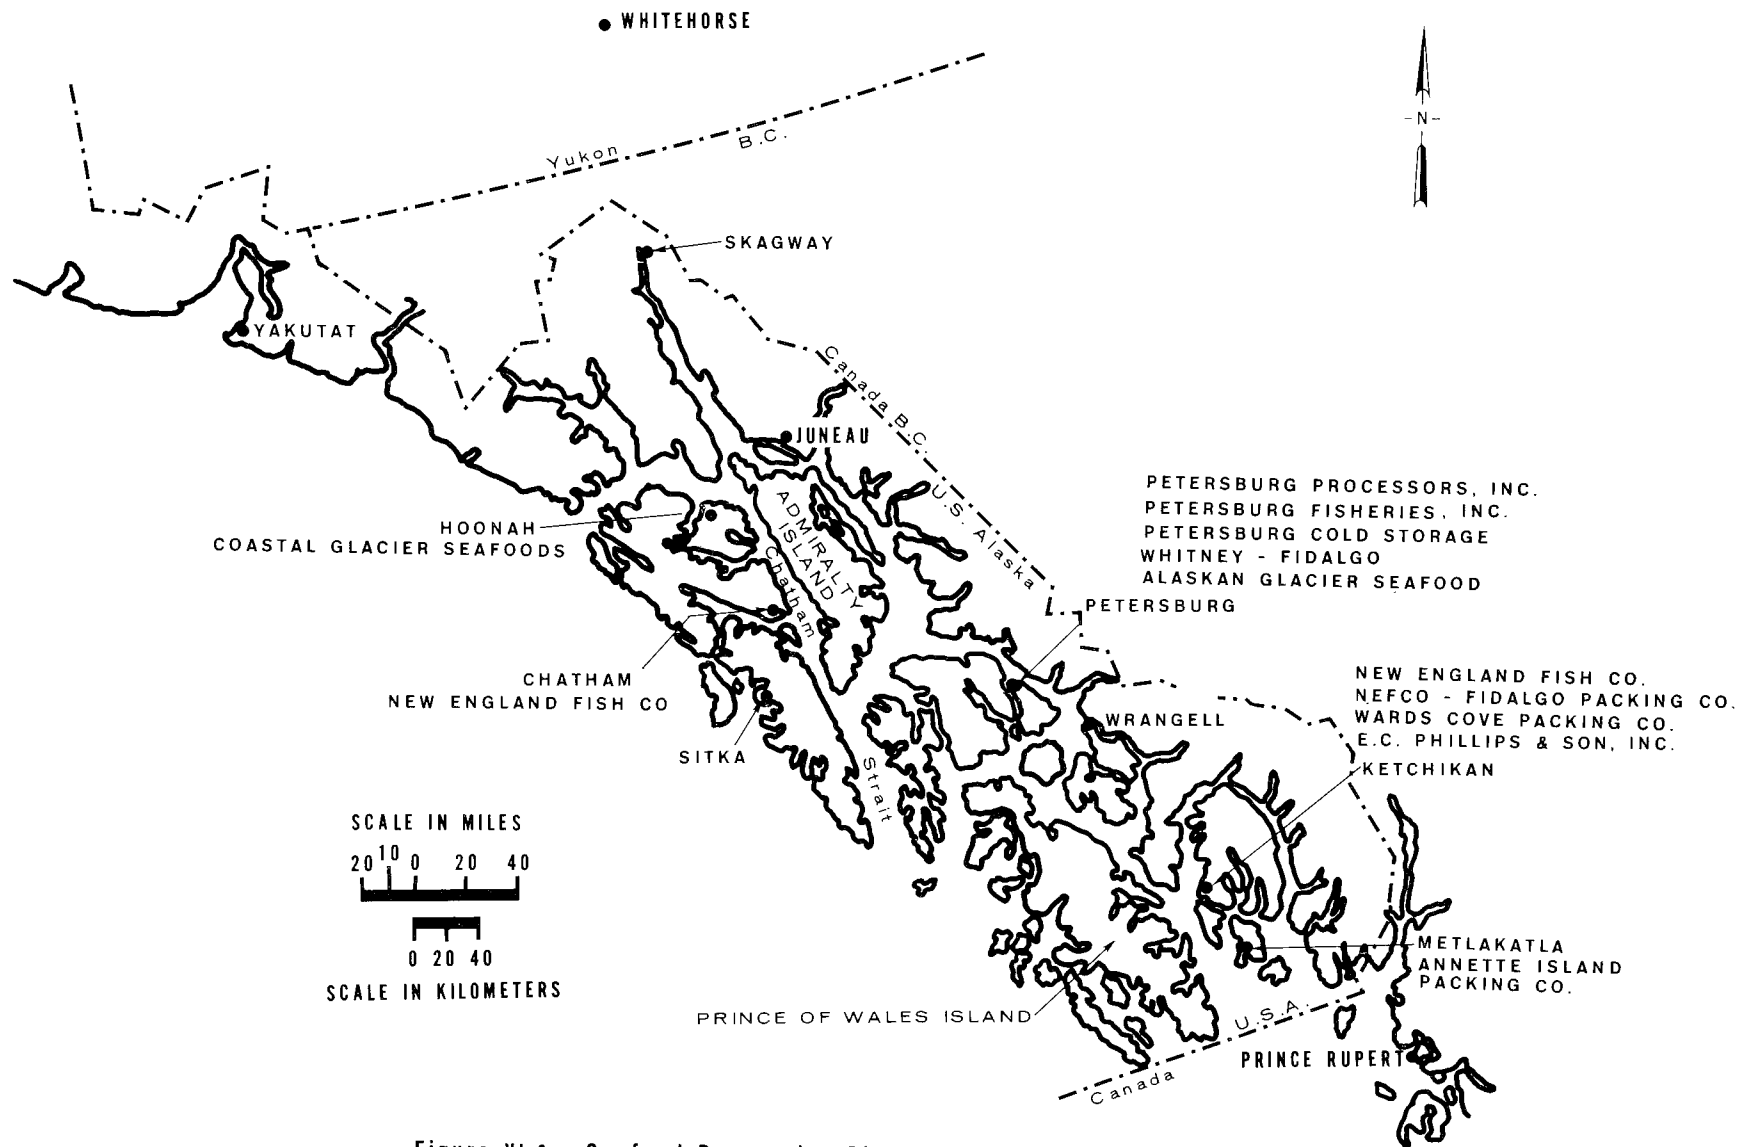 WHITEHORSE
Yukon
B.C.
-N-
SKAGWAY
YAKUTAT
Canada B.C.
U.S. Alaska
JUNEAU
ADMIRALTY
ISLAND
Chatham
Strait
HOONAH
COASTAL GLACIER SEAFOODS
CHATHAM
NEW ENGLAND FISH CO
SITKA
PETERSBURG PROCESSORS, INC.
PETERSBURG FISHERIES, INC.
PETERSBURG COLD STORAGE
WHITNEY - FIDALGO
ALASKAN GLACIER SEAFOOD
PETERSBURG
WRANGELL
NEW ENGLAND FISH CO.
NEFCO - FIDALGO PACKING CO.
WARDS COVE PACKING CO.
E.C. PHILLIPS & SON, INC.
KETCHIKAN
SCALE IN MILES
20 10 0 20 40
0 20 40
SCALE IN KILOMETERS
METLAKATLA
ANNETTE ISLAND
PACKING CO.
PRINCE OF WALES ISLAND
U.S.A.
Canada
PRINCE RUPERT